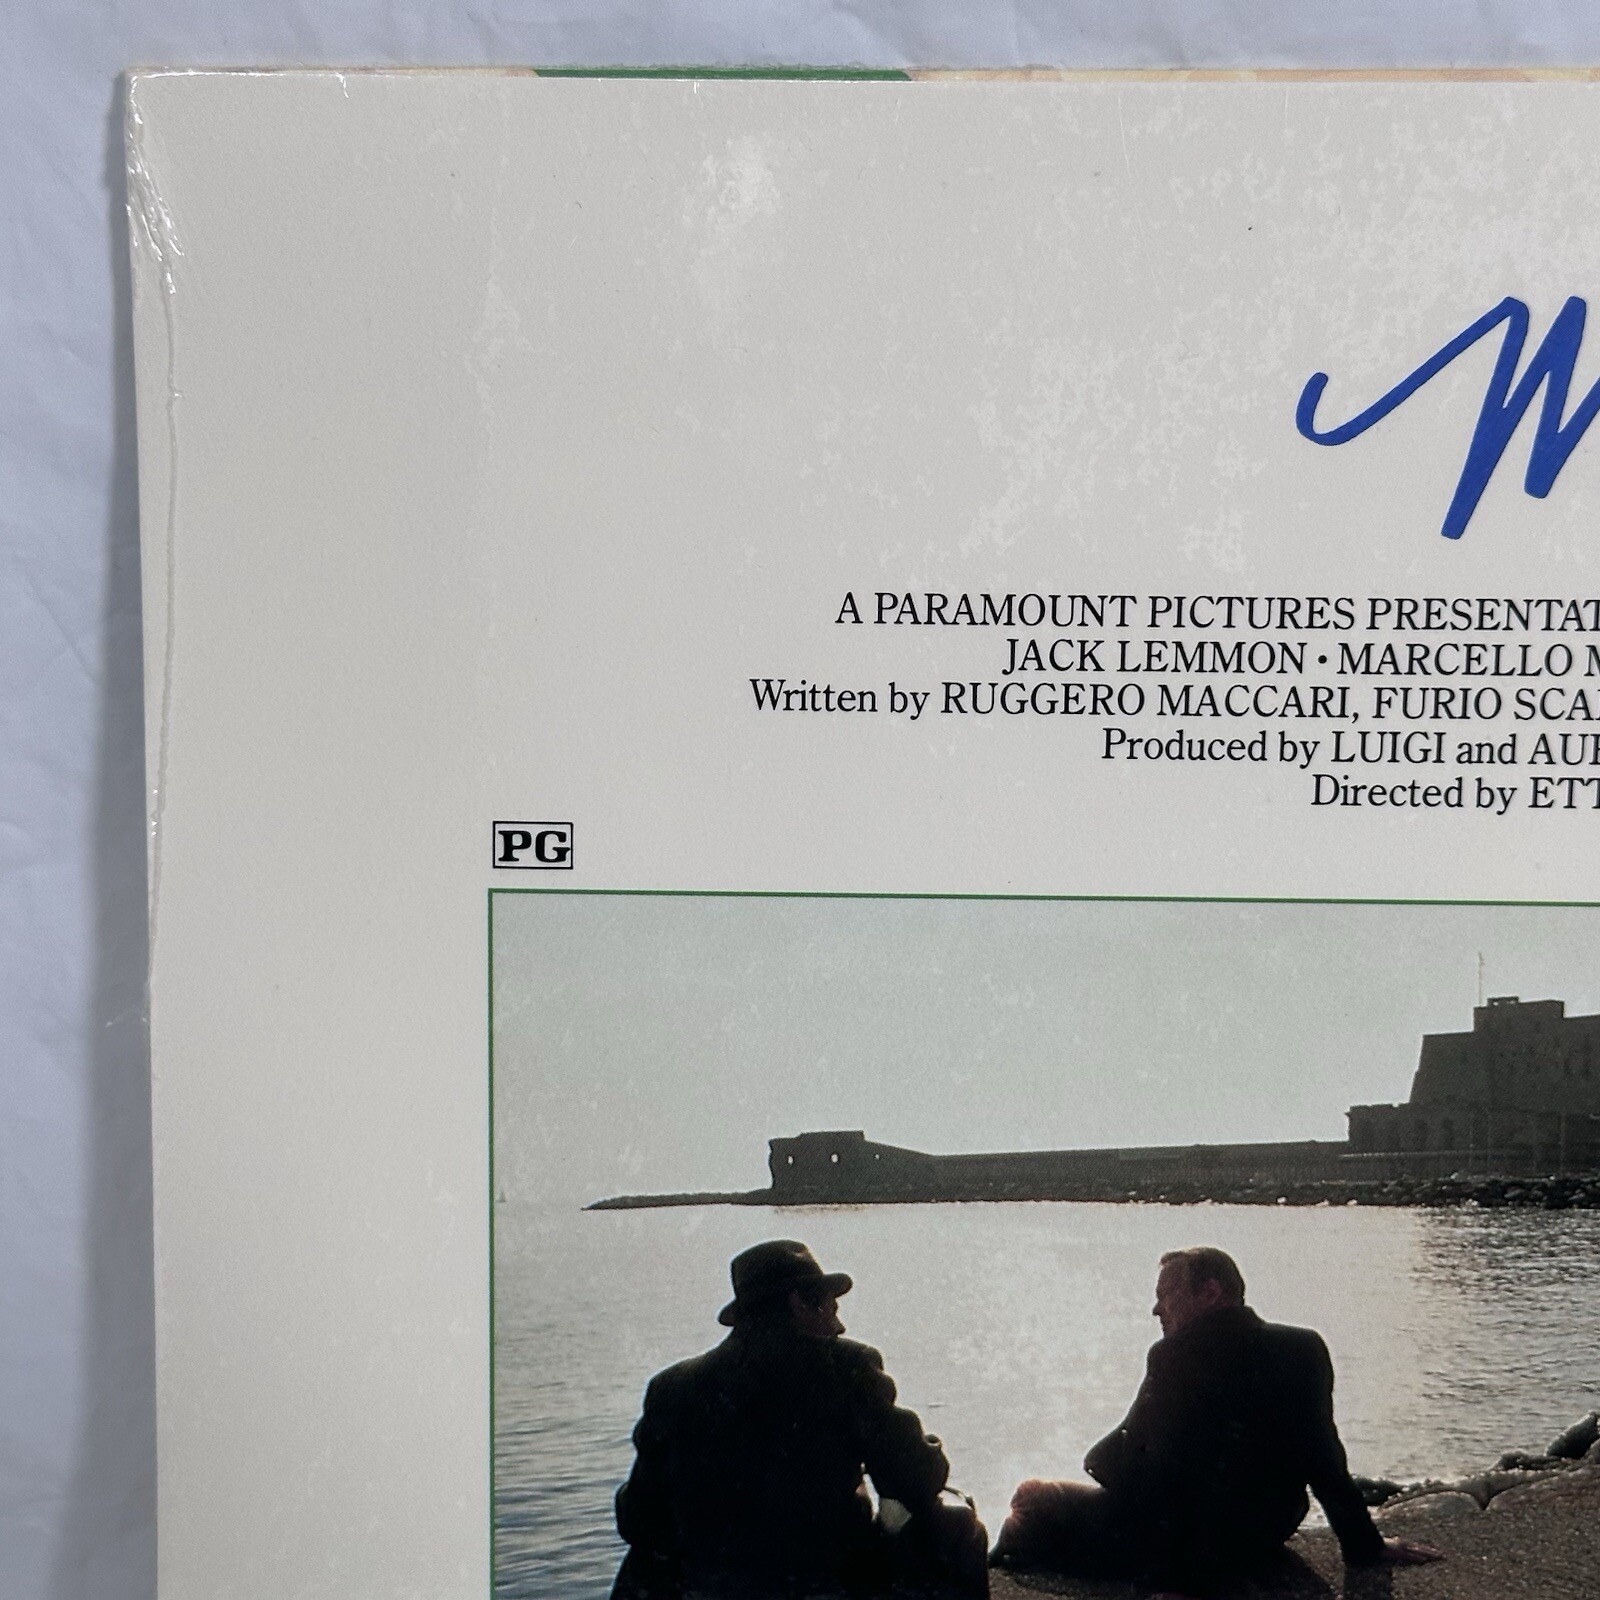 M
A PARAMOUNT PICTURES PRESENTAT
JACK LEMMON • MARCELLO M
Written by RUGGERO MACCARI, FURIO SCA
Produced by LUIGI and AU
Directed by ETT
PG